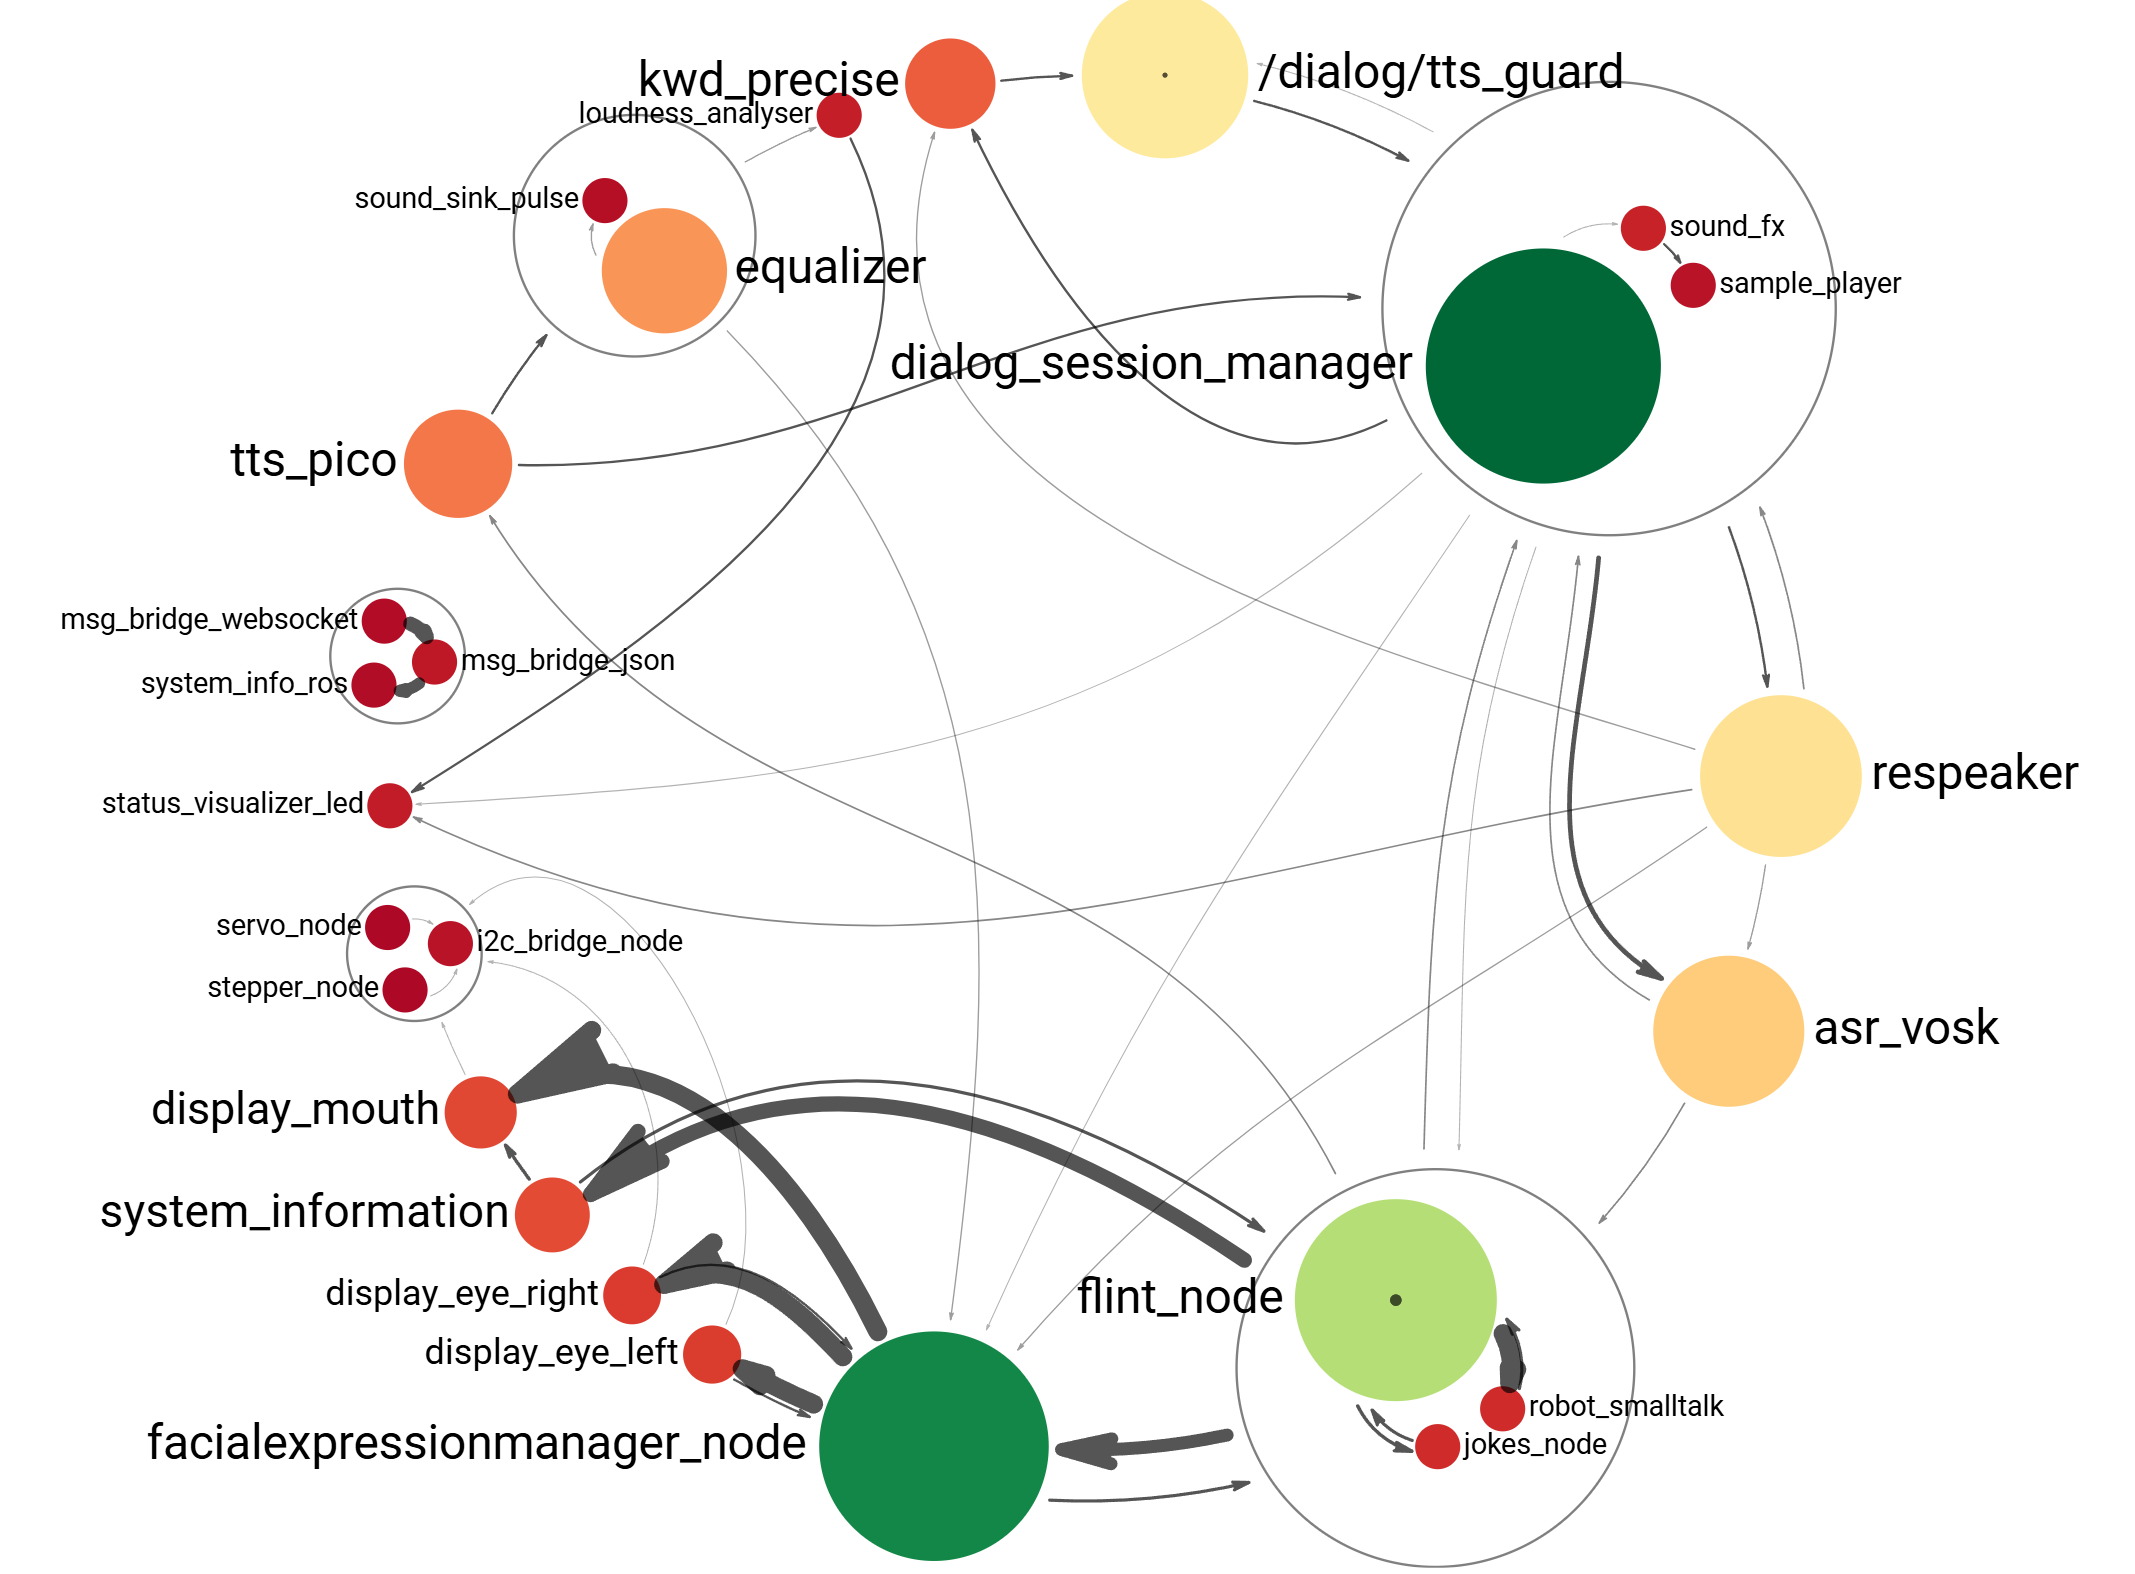 /dialog/tts_guard
kwd_precise
loudness_analyser
sound_sink_pulse
sound_fx
equalizer
sample_player
dialog_session_manager
tts_pico
msg_bridge_websocket
msg_bridge_json
system_info_ros
respeaker
status_visualizer_led
servo_node
i2c_bridge_node
stepper_node
asr_vosk
display_mouth
system_information
display_eye_right
flint_node
display_eye_left
robot_smalltalk
facialexpressionmanager_node
jokes_node